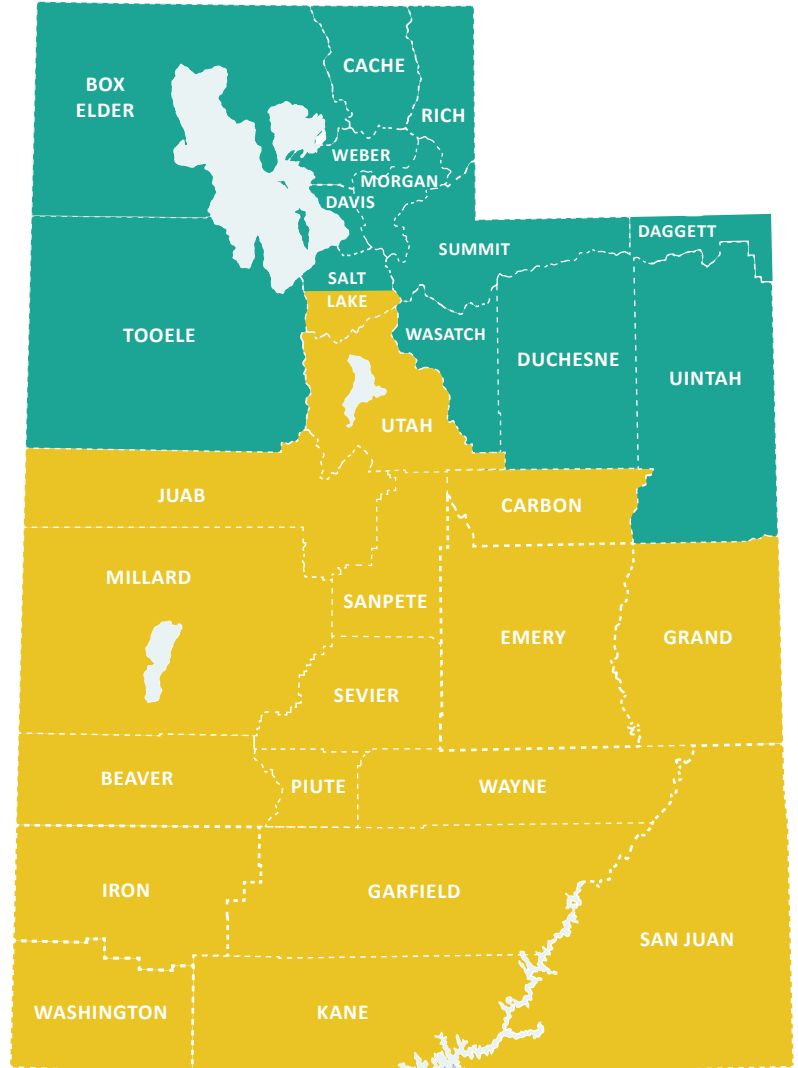 CACHE
BOX
ELDER
RICH
WEBER
MORGAN
DAVIS
DAGGETT
SUMMIT
SALT
LAKE
TOOELE
WASATCH
DUCHESNE
UINTAH
UTAH
JUAB
CARBON
MILLARD
SANPETE
EMERY
GRAND
SEVIER
BEAVER
PIUTE
WAYNE
IRON
GARFIELD
SAN JUAN
WASHINGTON
KANE